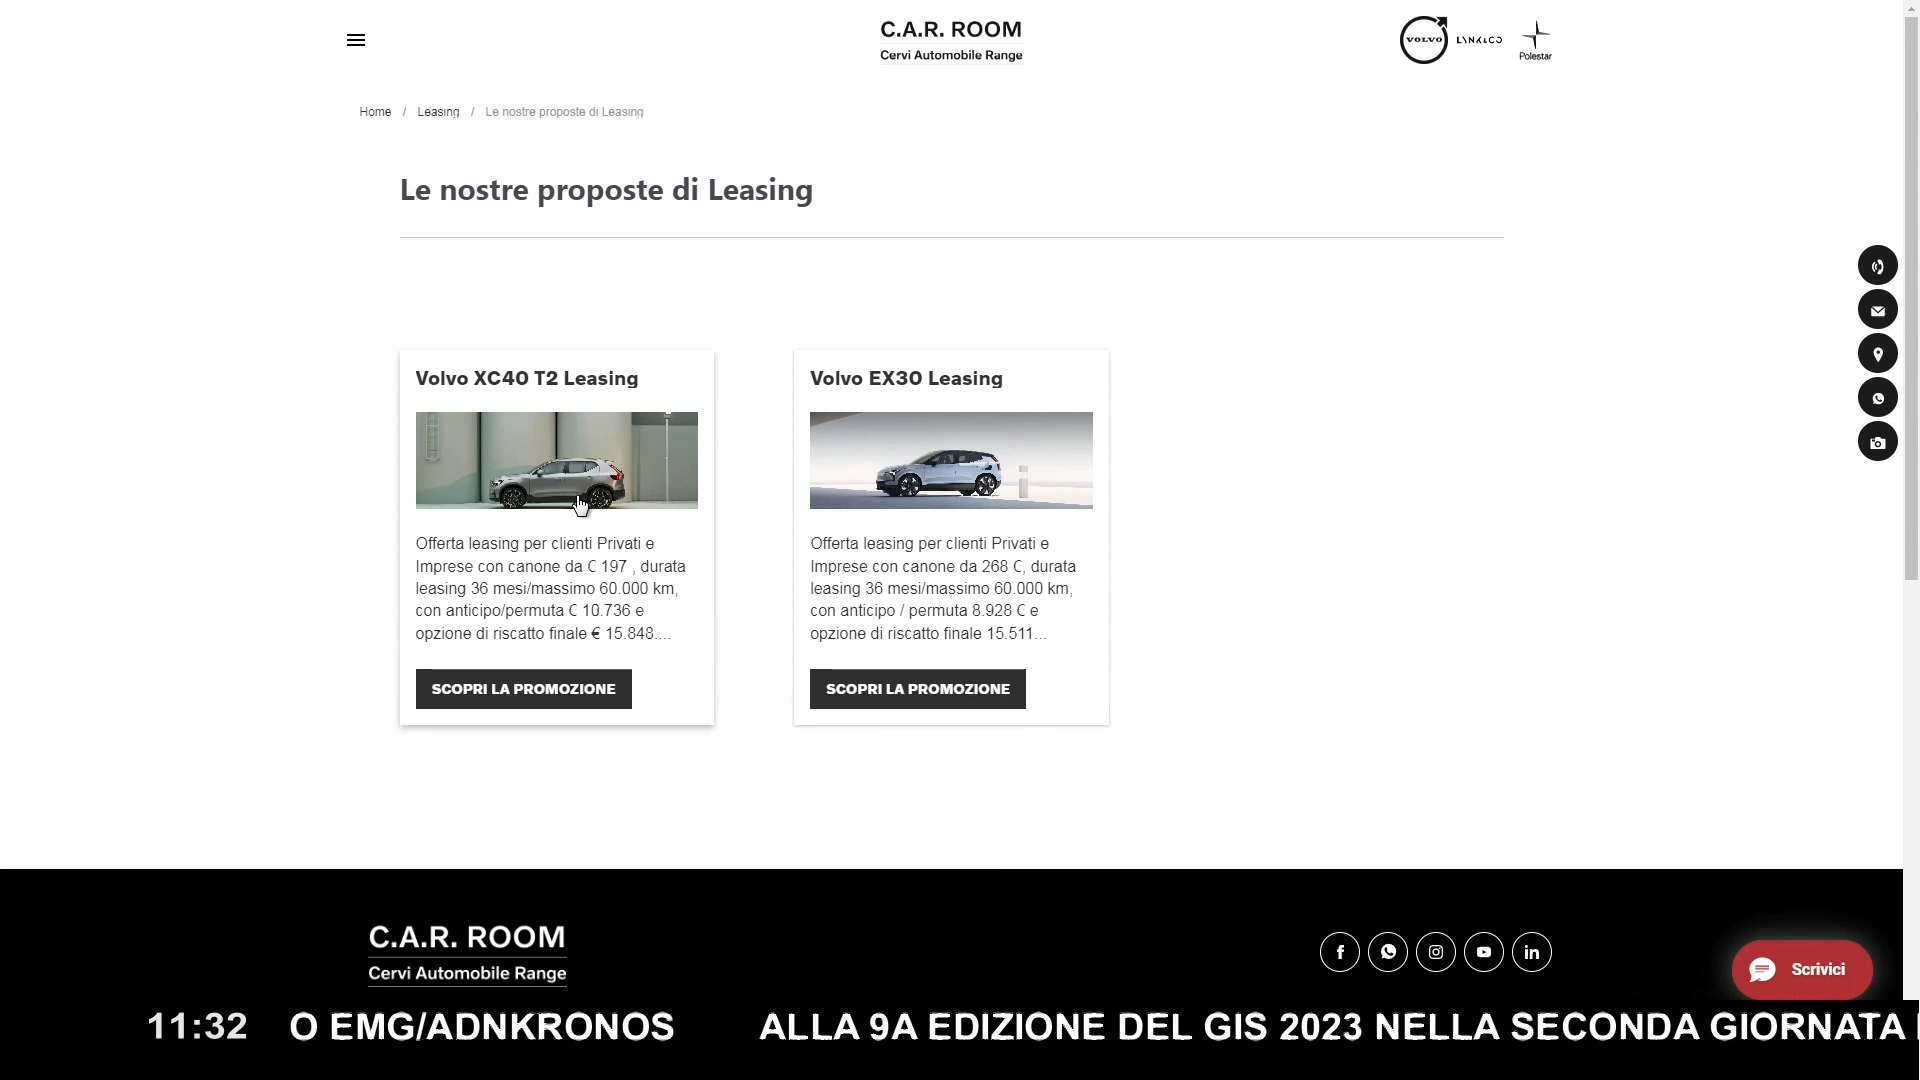 C.A.R. ROOM
Cervi Automobile Range
VOLVO
LYNK&CO
Polestar
Home / Leasing / Le nostre proposte di Leasing
Le nostre proposte di Leasing
Volvo XC40 T2 Leasing
Offerta leasing per clienti Privati e
Imprese con canone da € 197 , durata
leasing 36 mesi/massimo 60.000 km,
con anticipo/permuta € 10.736 e
opzione di riscatto finale € 15.848....
SCOPRI LA PROMOZIONE
Volvo EX30 Leasing
Offerta leasing per clienti Privati e
Imprese con canone da 268 €, durata
leasing 36 mesi/massimo 60.000 km,
con anticipo / permuta 8.928 € e
opzione di riscatto finale 15.511...
SCOPRI LA PROMOZIONE
C.A.R. ROOM
Cervi Automobile Range
Scrivici
11:32 O EMG/ADNKRONOS ALLA 9A EDIZIONE DEL GIS 2023 NELLA SECONDA GIORNATA